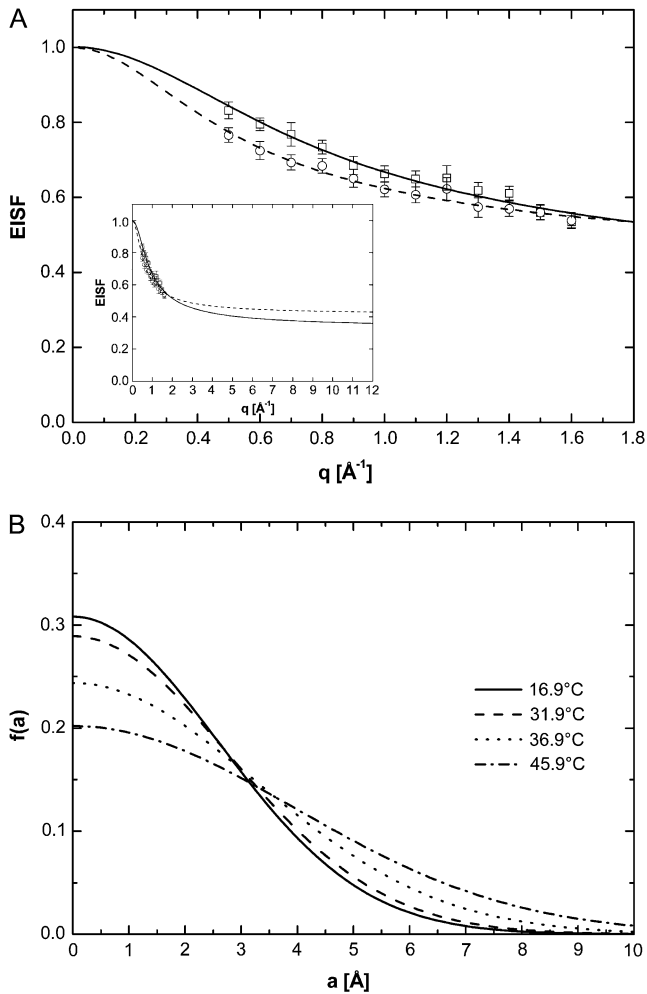 A
1.0
0.8
0.6
0.4
0.2
0.0
EISF
1.0
0.8
0.6
0.4
0.2
0.0
EISF
0 1 2 3 4 5 6 7 8 9 10 11 12
q [Å-1]
0.0 0.2 0.4 0.6 0.8 1.0 1.2 1.4 1.6 1.8
q [Å-1]
B
0.4
0.3
0.2
0.1
0.0
f(a)
16.9°C
31.9°C
36.9°C
45.9°C
0 1 2 3 4 5 6 7 8 9 10
a [Å]